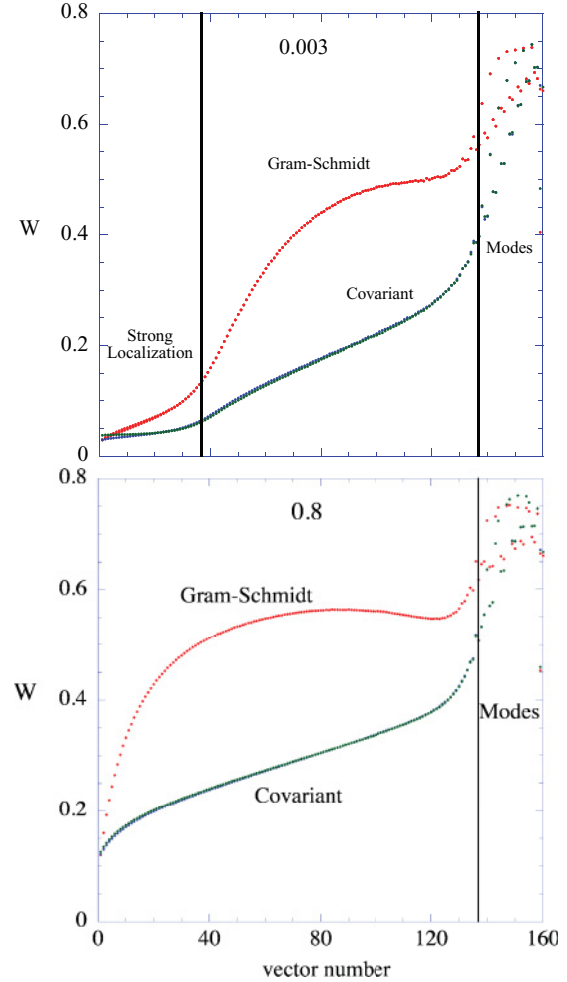 0.8
0.003
0.6
Gram-Schmidt
W
0.4
Modes
Covariant
Strong
Localization
0.2
0
0.8
0.8
Gram-Schmidt
0.6
W
0.4
Modes
Covariant
0.2
0
0
40
80
120
160
vector number